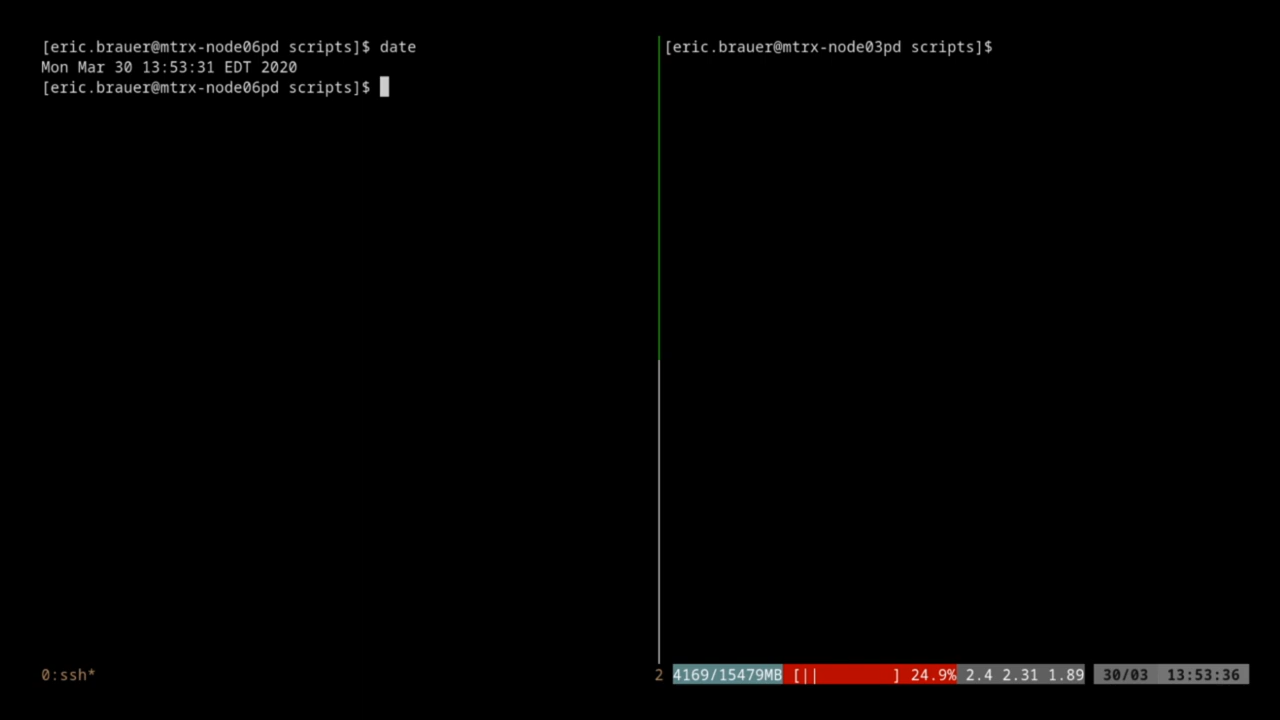 [eric.brauer@mtrx-node06pd scripts]$ date
Mon Mar 30 13:53:31 EDT 2020
[eric.brauer@mtrx-node06pd scripts]$
[eric.brauer@mtrx-node03pd scripts]$
0:ssh*
2 4169/15479MB [||        ] 24.9% 2.4 2.31 1.89 30/03 13:53:36